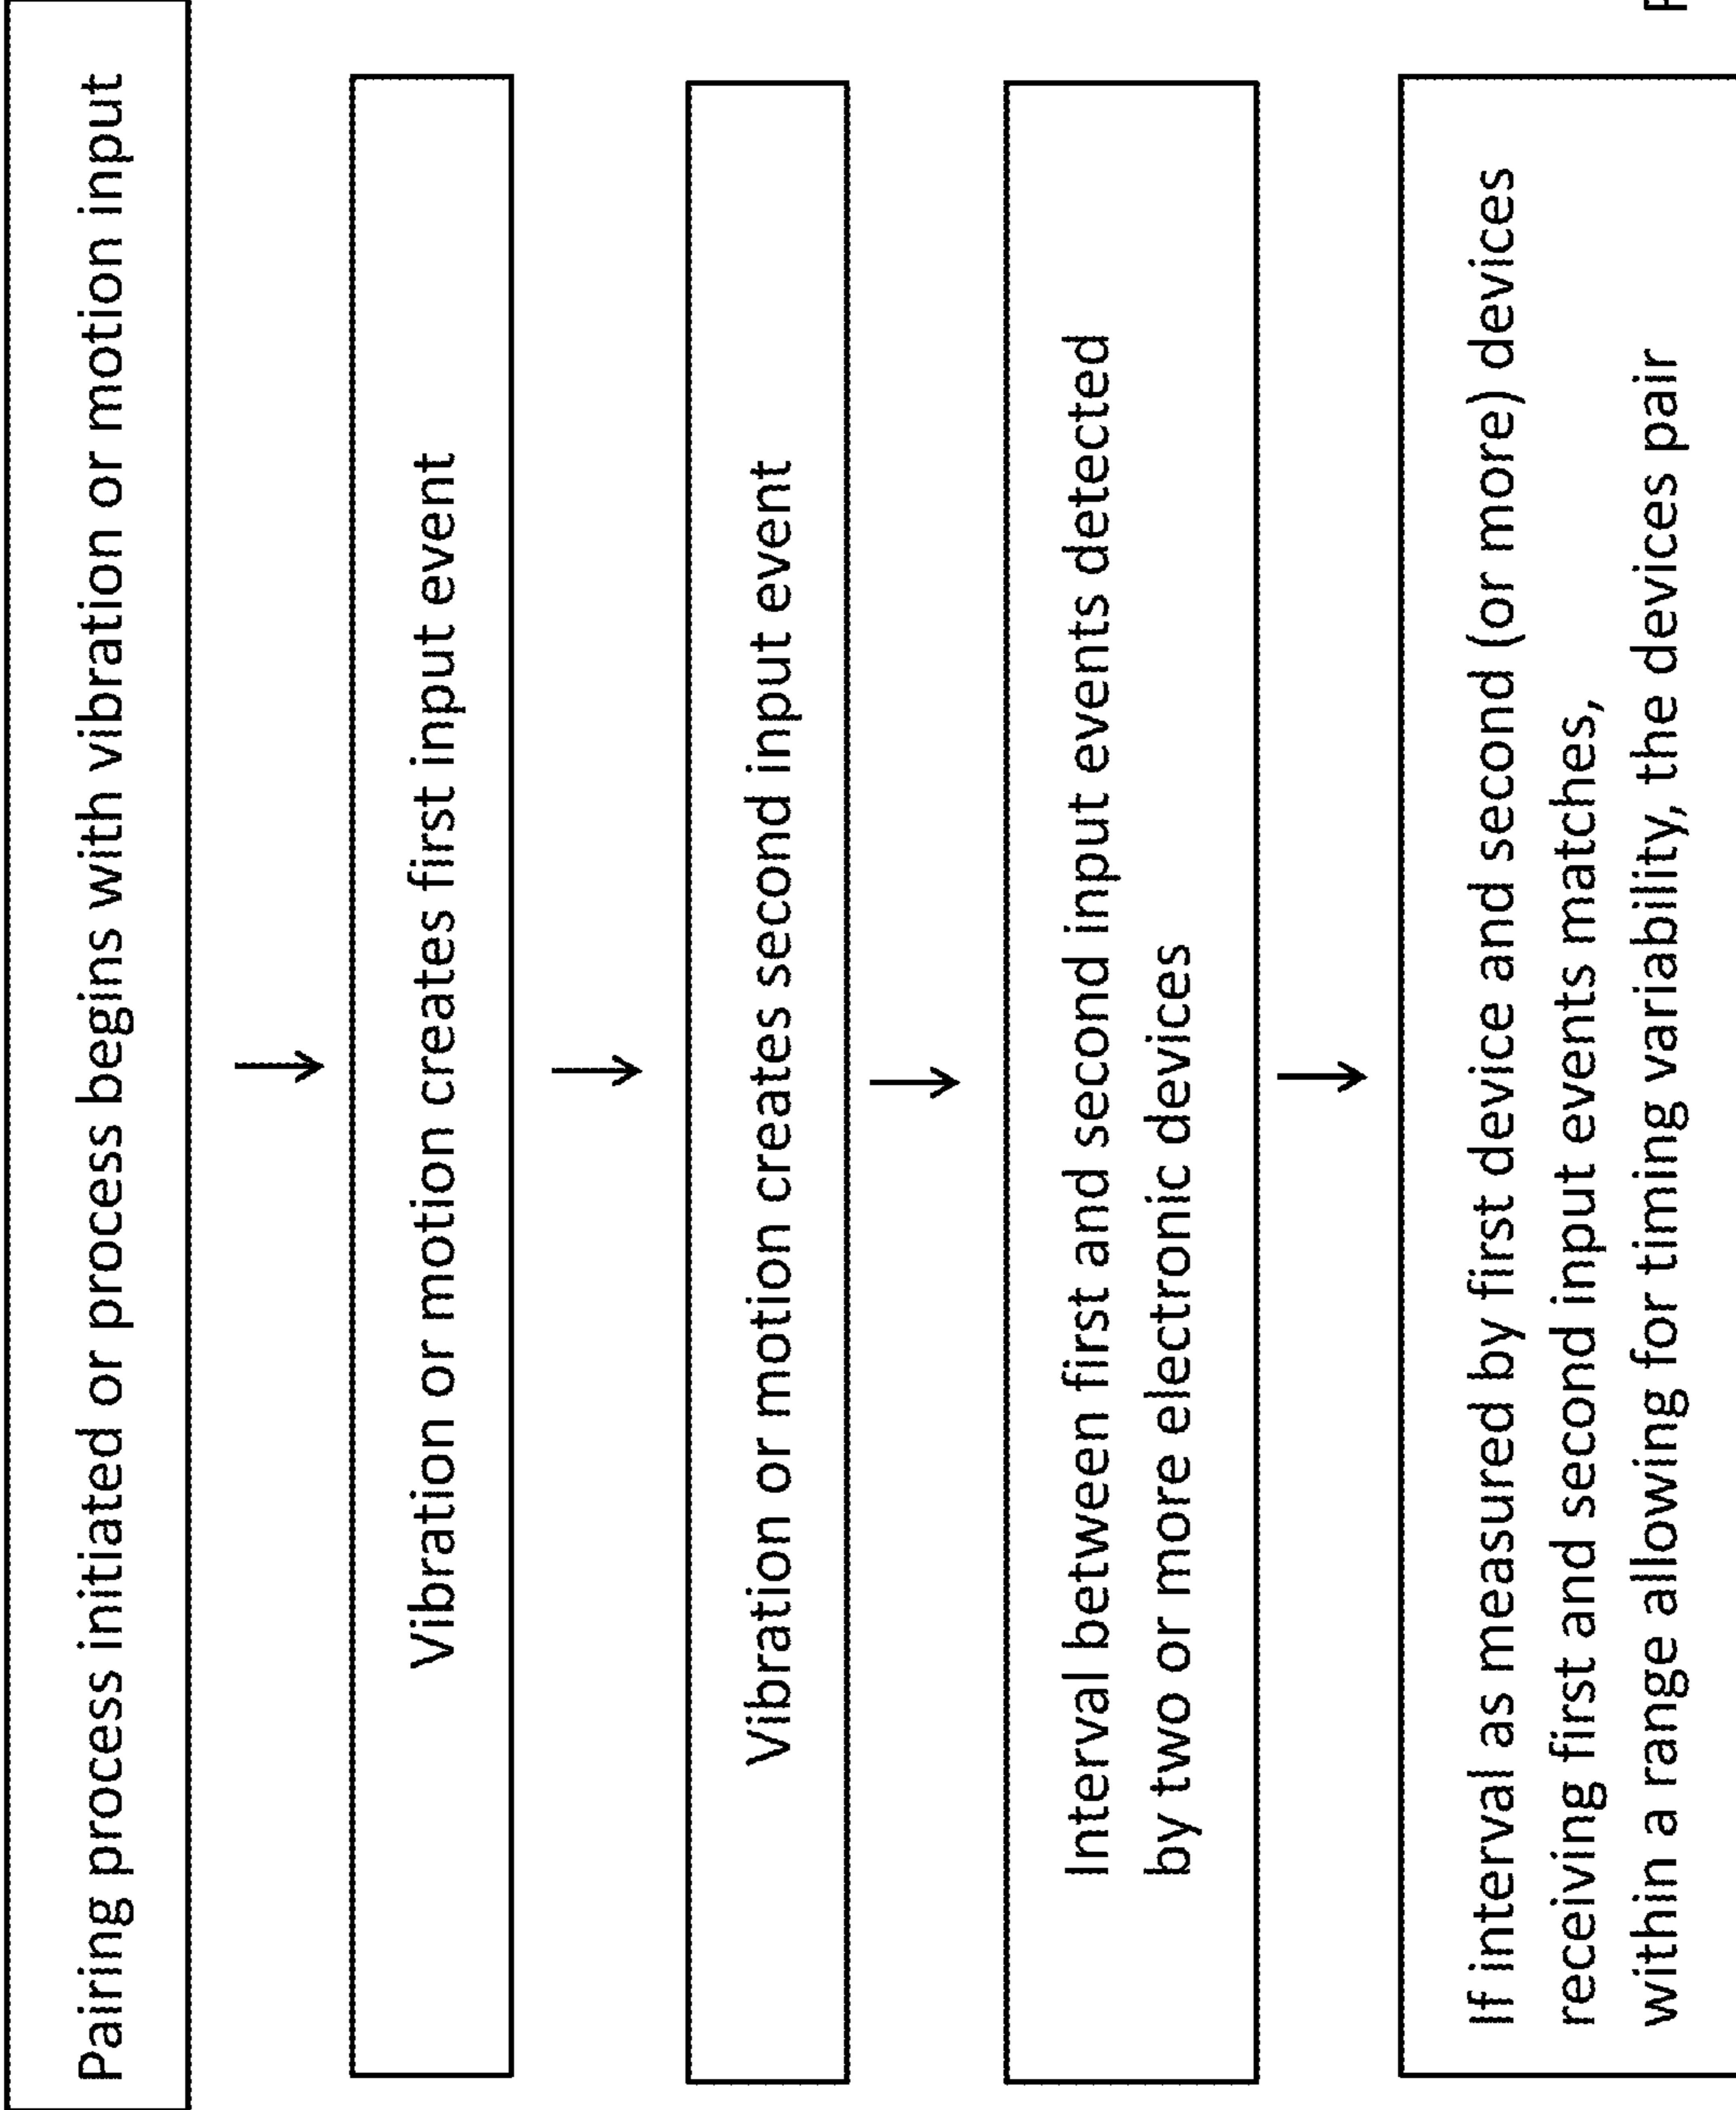 Pairing process initiated or process begins with vibration or motion input
Vibration or motion creates first input event
Vibration or motion creates second input event
Interval between first and second input events detected
by two or more electronic devices
If interval as measured by first device and second (or more) devices
receiving first and second input events matches,
within a range allowing for timing variability, the devices pair